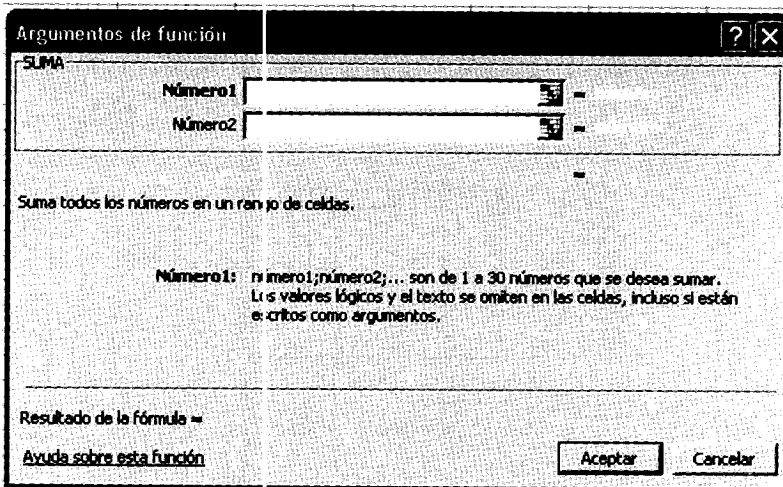 Argumentos de función
SUMA
Número1 =
Número2 =
=
Suma todos los números en un rango de celdas.
Número1: número1;número2;... son de 1 a 30 números que se desea sumar.
Los valores lógicos y el texto se omiten en las celdas, incluso si están
escritos como argumentos.
Resultado de la fórmula =
Ayuda sobre esta función
Aceptar
Cancelar